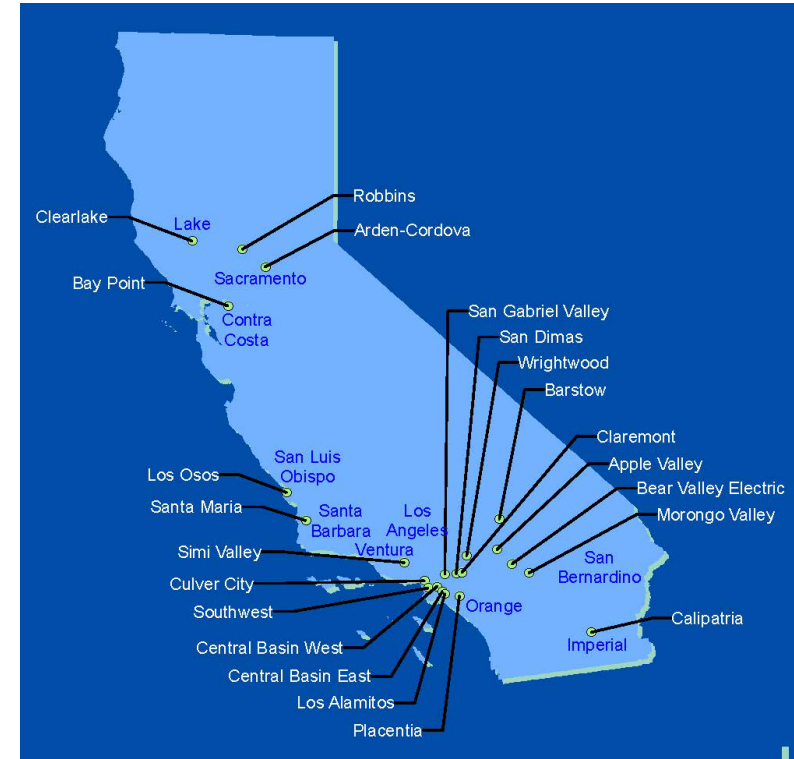 Robbins
Clearlake
Lake
Arden-Cordova
Sacramento
Bay Point
Contra
Costa
San Gabriel Valley
San Dimas
Wrightwood
Barstow
Claremont
San Luis
Obispo
Apple Valley
Los Osos
Bear Valley Electric
Santa Maria
Santa
Barbara
Los
Angeles
Morongo Valley
Simi Valley
Ventura
San
Bernardino
Culver City
Southwest
Orange
Calipatria
Central Basin West
Imperial
Central Basin East
Los Alamitos
Placentia